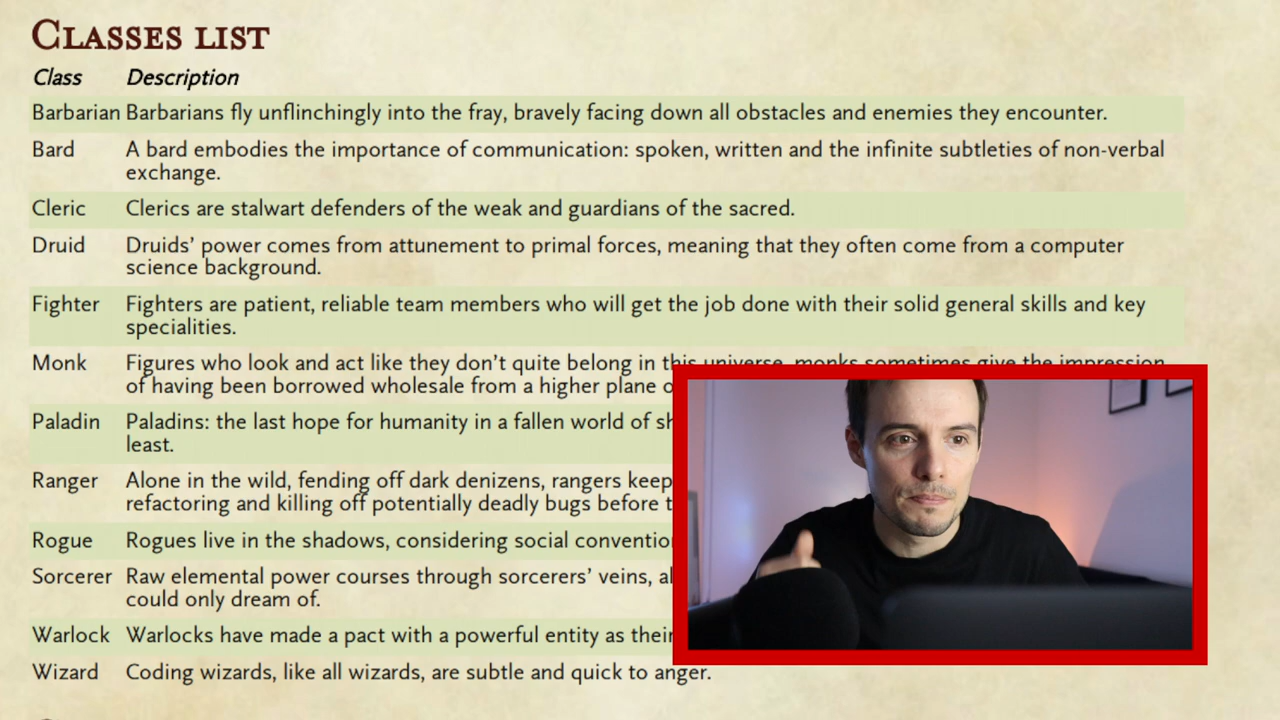 Classes list
Class Description
Barbarian Barbarians fly unflinchingly into the fray, bravely facing down all obstacles and enemies they encounter.
Bard A bard embodies the importance of communication: spoken, written and the infinite subtleties of non-verbal
exchange.
Cleric Clerics are stalwart defenders of the weak and guardians of the sacred.
Druid Druids’ power comes from attunement to primal forces, meaning that they often come from a computer
science background.
Fighter Fighters are patient, reliable team members who will get the job done with their solid general skills and key
specialities.
Monk Figures who look and act like they don’t quite belong in this universe, monks sometimes give the impression
of having been borrowed wholesale from a higher plane
Paladin Paladins: the last hope for humanity in a fallen world of
least.
Ranger Alone in the wild, fending off dark denizens, rangers keep
refactoring and killing off potentially deadly bugs before
Rogue Rogues live in the shadows, considering social
Sorcerer Raw elemental power courses through sorcerers’ veins,
could only dream of.
Warlock Warlocks have made a pact with a powerful entity as their
Wizard Coding wizards, like all wizards, are subtle and quick to anger.